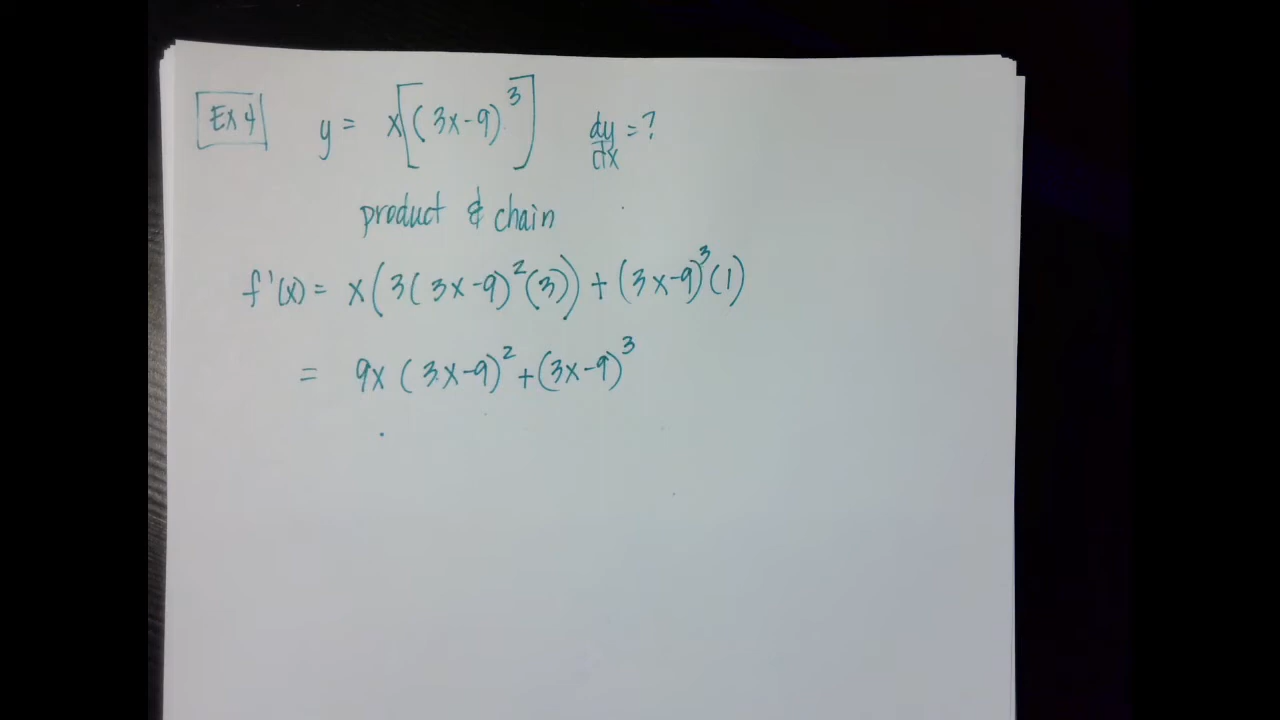 Ex 4 y = x[(3x-9)³] dy/dx = ?
product & chain
f'(x) = x(3(3x-9)²(3)) + (3x-9)³(1)
= 9x(3x-9)² + (3x-9)³